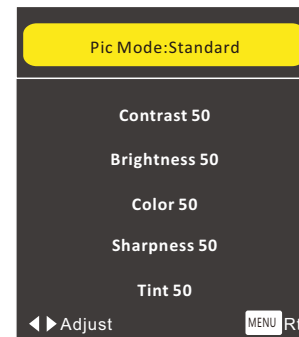 Pic Mode:Standard
Contrast 50
Brightness 50
Color 50
Sharpness 50
Tint 50
Adjust
MENU